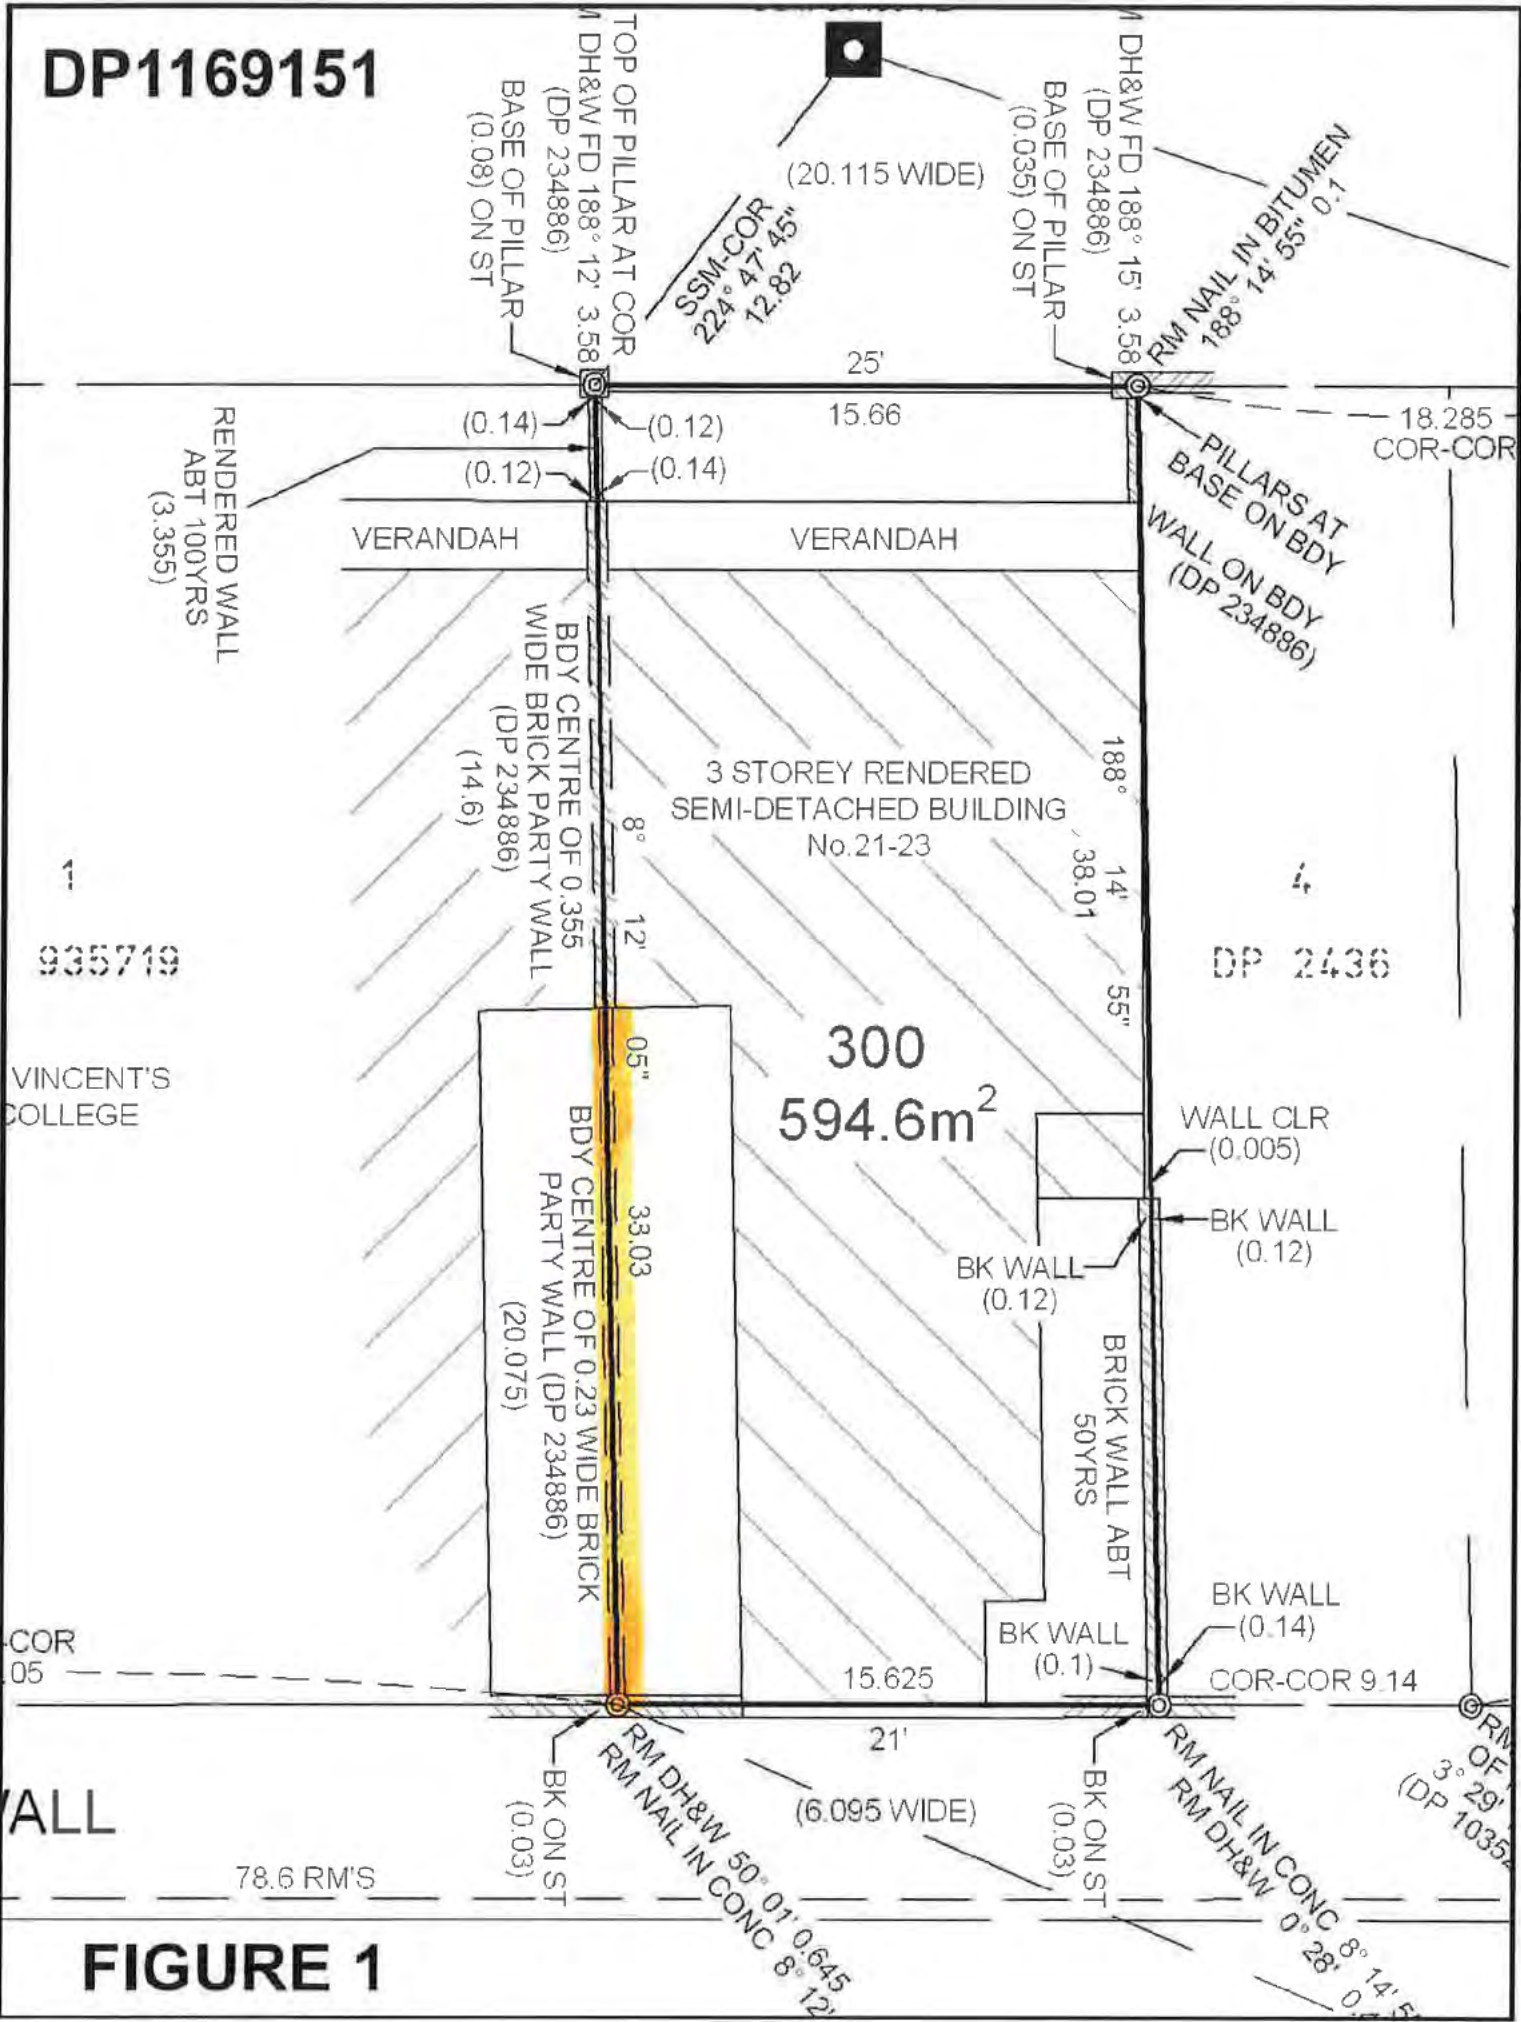 DP1169151
TOP OF PILLAR AT COR
DH&W FD 188° 12' 3.58
(DP 234886)
BASE OF PILLAR
(0.08) ON ST
(20.115 WIDE)
SSM-COR
224° 47' 45"
12.82
DH&W FD 188° 15' 3.58
(DP 234886)
BASE OF PILLAR
(0.035) ON ST
RM NAIL IN BITUMEN
188° 14' 55" 0.1
25'
15.66
18.285
COR-COR
(0.14)
(0.12)
(0.12)
(0.14)
RENDERED WALL
ABT 100YRS
(3.355)
PILLARS AT
BASE ON BDY
WALL ON BDY
(DP 234886)
VERANDAH
VERANDAH
BDY CENTRE OF 0.355
WIDE BRICK PARTY WALL
(DP 234886)
(14.6)
8° 12' 05"
33.03
3 STOREY RENDERED
SEMI-DETACHED BUILDING
No.21-23
188° 14' 55"
38.01
1
935719
4
DP 2436
VINCENT'S
COLLEGE
300
594.6m²
BDY CENTRE OF 0.23 WIDE BRICK
PARTY WALL (DP 234886)
(20.075)
WALL CLR
(0.005)
BK WALL
(0.12)
BK WALL
(0.12)
BRICK WALL ABT
50YRS
BK WALL
(0.14)
BK WALL
(0.1)
COR-COR 9.14
-COR
05
15.625
21'
BK ON ST
(0.03)
RM DH&W 50° 01' 0.645
RM NAIL IN CONC 8° 12'
(6.095 WIDE)
BK ON ST
(0.03)
RM NAIL IN CONC 8° 14'
RM DH&W 0° 28'
RM
OF
3° 29'
(DP 1035
78.6 RM'S
FIGURE 1